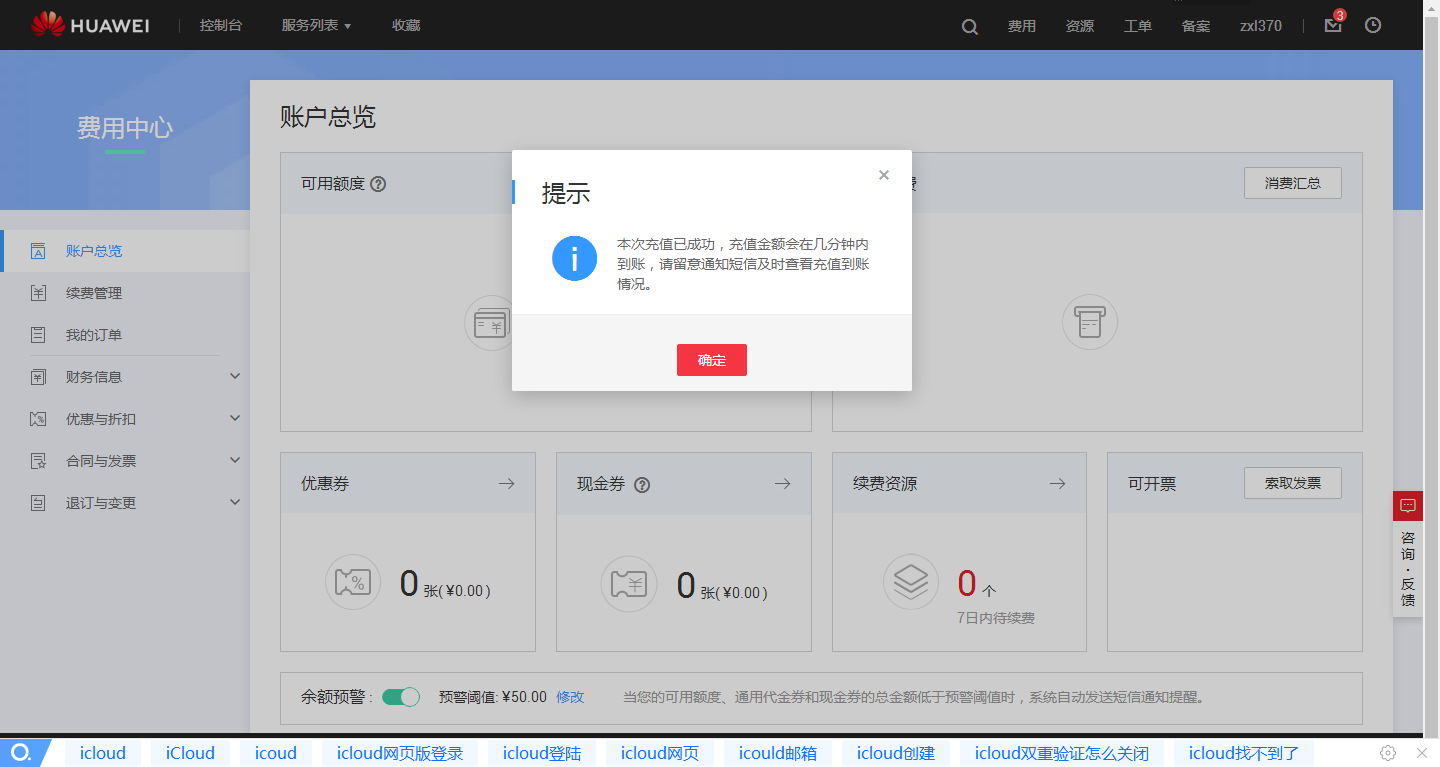 HUAWEI 控制台 服务列表 收藏 费用 资源 工单 备案 zxl370 3
费用中心
账户总览
续费管理
我的订单
财务信息
优惠与折扣
合同与发票
退订与变更
账户总览
可用额度 ?
消费汇总
提示
×
i
本次充值已成功，充值金额会在几分钟内
到账，请留意通知短信及时查看充值到账
情况。
确定
优惠券
0 张( ¥0.00 )
现金券 ?
0 张( ¥0.00 )
续费资源
0 个
7日内待续费
可开票 索取发票
余额预警 : 预警阈值: ¥50.00 修改 当您的可用额度、通用代金券和现金券的总金额低于预警阈值时，系统自动发送短信通知提醒。
咨询·反馈
icloud iCloud icoud icloud网页版登录 icloud登陆 icloud网页 icould邮箱 icloud创建 icloud双重验证怎么关闭 icloud找不到了